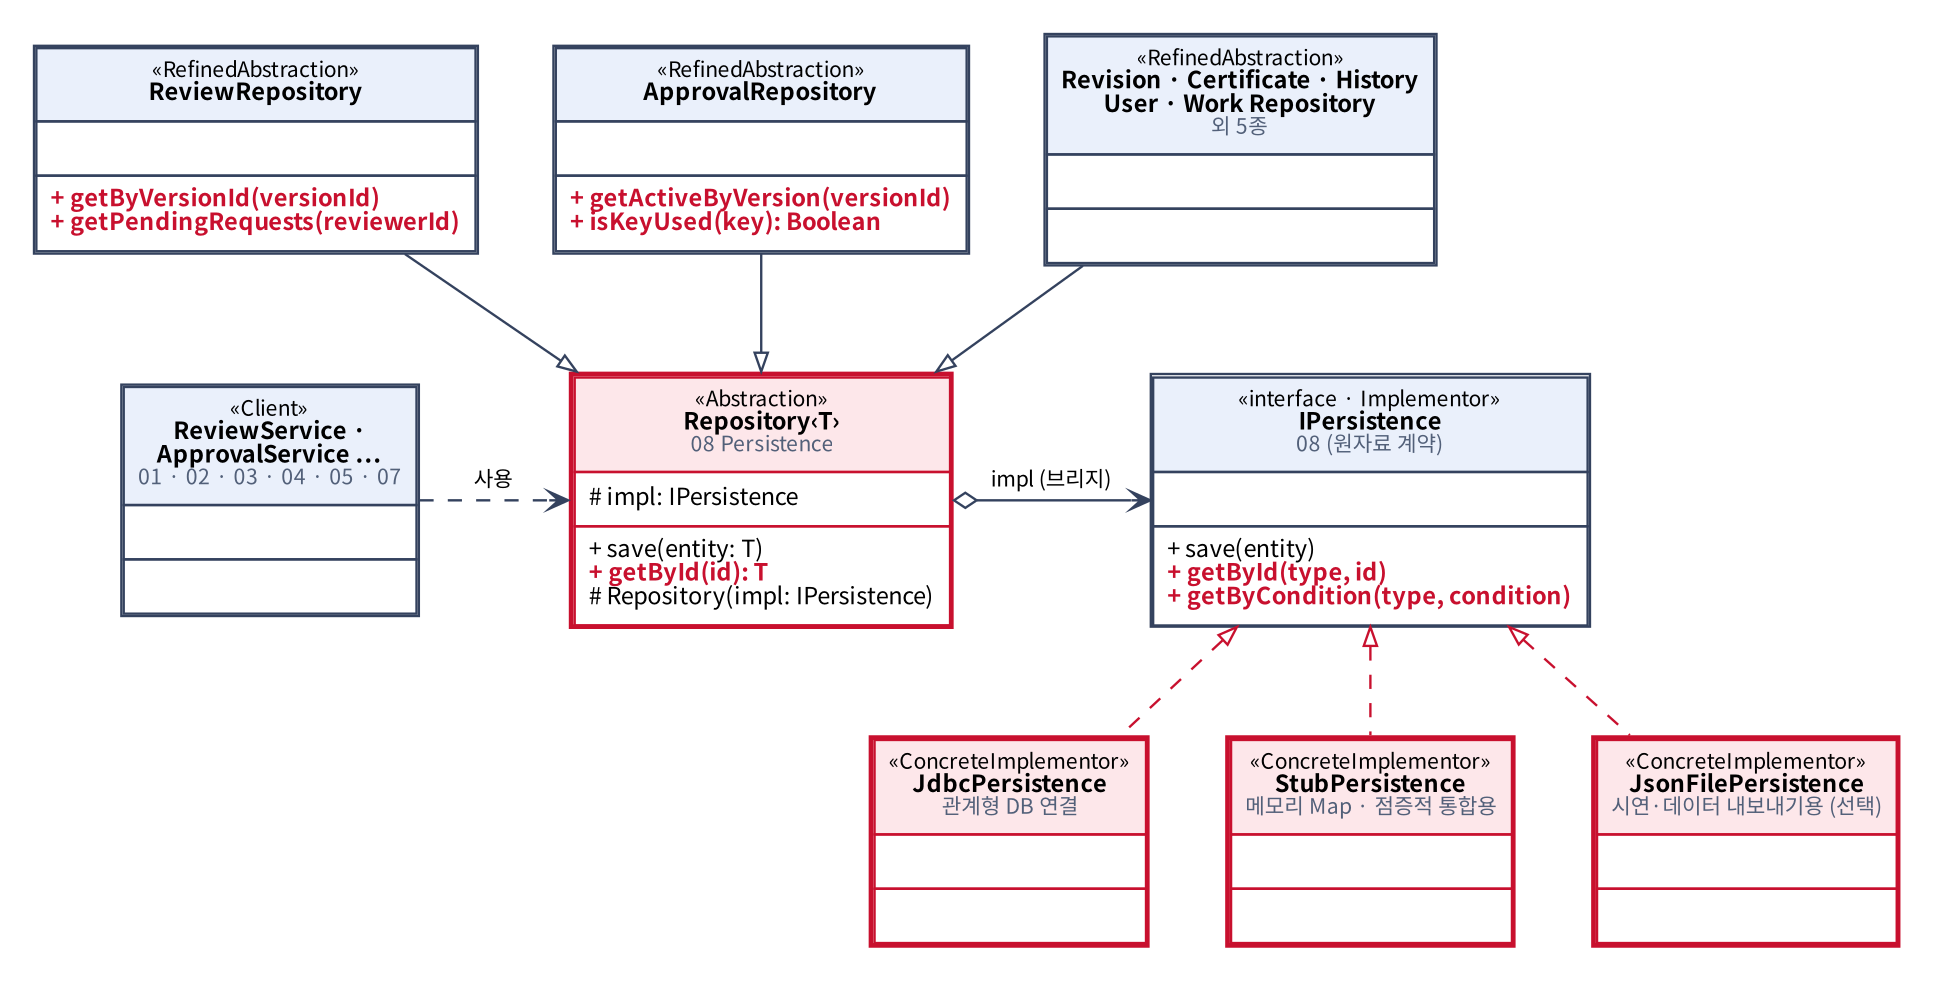 «RefinedAbstraction»
ReviewRepository
+ getByVersionId(versionId)
+ getPendingRequests(reviewerId)
«RefinedAbstraction»
ApprovalRepository
+ getActiveByVersion(versionId)
+ isKeyUsed(key): Boolean
«RefinedAbstraction»
Revision · Certificate · History
User · Work Repository
외 5종
«Client»
ReviewService ·
ApprovalService ...
01 · 02 · 03 · 04 · 05 · 07
사용
«Abstraction»
Repository‹T›
08 Persistence
# impl: IPersistence
+ save(entity: T)
+ getById(id): T
# Repository(impl: IPersistence)
impl (브리지)
«interface · Implementor»
IPersistence
08 (원자료 계약)
+ save(entity)
+ getById(type, id)
+ getByCondition(type, condition)
«ConcreteImplementor»
JdbcPersistence
관계형 DB 연결
«ConcreteImplementor»
StubPersistence
메모리 Map · 점증적 통합용
«ConcreteImplementor»
JsonFilePersistence
시연·데이터 내보내기용 (선택)